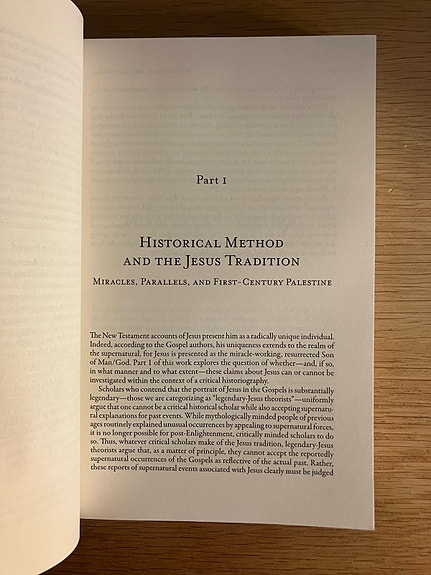 Part 1
Historical Method
and the Jesus Tradition
Miracles, Parallels, and First-Century Palestine
The New Testament accounts of Jesus present him as a radically unique individual.
Indeed, according to the Gospel authors, his uniqueness extends to the realm of
the supernatural, for Jesus is presented as the miracle-working, resurrected Son
of Man/God. Part 1 of this work explores the question of whether—and, if so,
in what manner and to what extent—these claims about Jesus can or cannot be
investigated within the context of a critical historiography.
Scholars who contend that the portrait of Jesus in the Gospels is substantially
legendary—those we are categorizing as “legendary-Jesus theorists”—uniformly
argue that one cannot be a critical historical scholar while also accepting supernatu-
ral explanations for past events. While mythologically minded people of previous
ages routinely explained unusual occurrences by appealing to supernatural forces,
it is no longer possible for post-Enlightenment, critically minded scholars to do
so. Thus, whatever critical scholars make of the Jesus tradition, legendary-Jesus
theorists argue that, as a matter of principle, they cannot accept the reportedly
supernatural occurrences of the Gospels as reflective of the actual past. Rather,
these reports of supernatural events associated with Jesus clearly must be judged